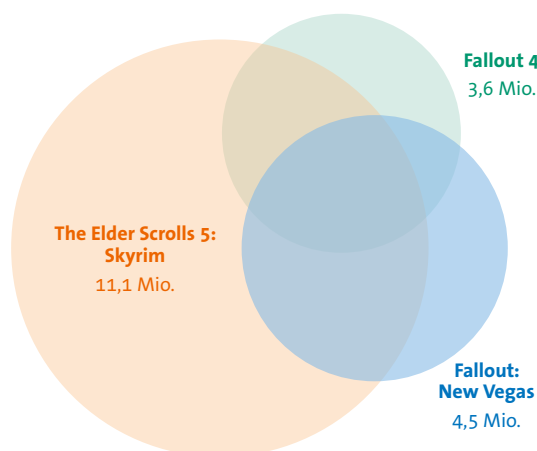 Fallout 4
3,6 Mio.
The Elder Scrolls 5:
Skyrim
11,1 Mio.
Fallout:
New Vegas
4,5 Mio.